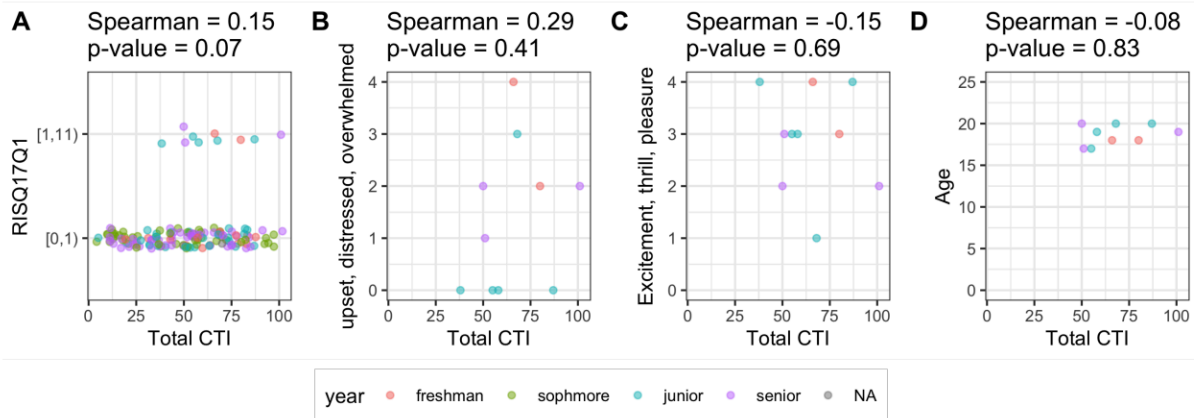 A
Spearman = 0.15
p-value = 0.07
RISQ17Q1
[1,11)
[0,1)
0 25 50 75 100
Total CTI
B
Spearman = 0.29
p-value = 0.41
upset, distressed, overwhelmed
4
3
2
1
0
0 25 50 75 100
Total CTI
C
Spearman = -0.15
p-value = 0.69
Excitement, thrill, pleasure
4
3
2
1
0
0 25 50 75 100
Total CTI
D
Spearman = -0.08
p-value = 0.83
Age
25
20
15
10
5
0
0 25 50 75 100
Total CTI
year freshman sophmore junior senior NA